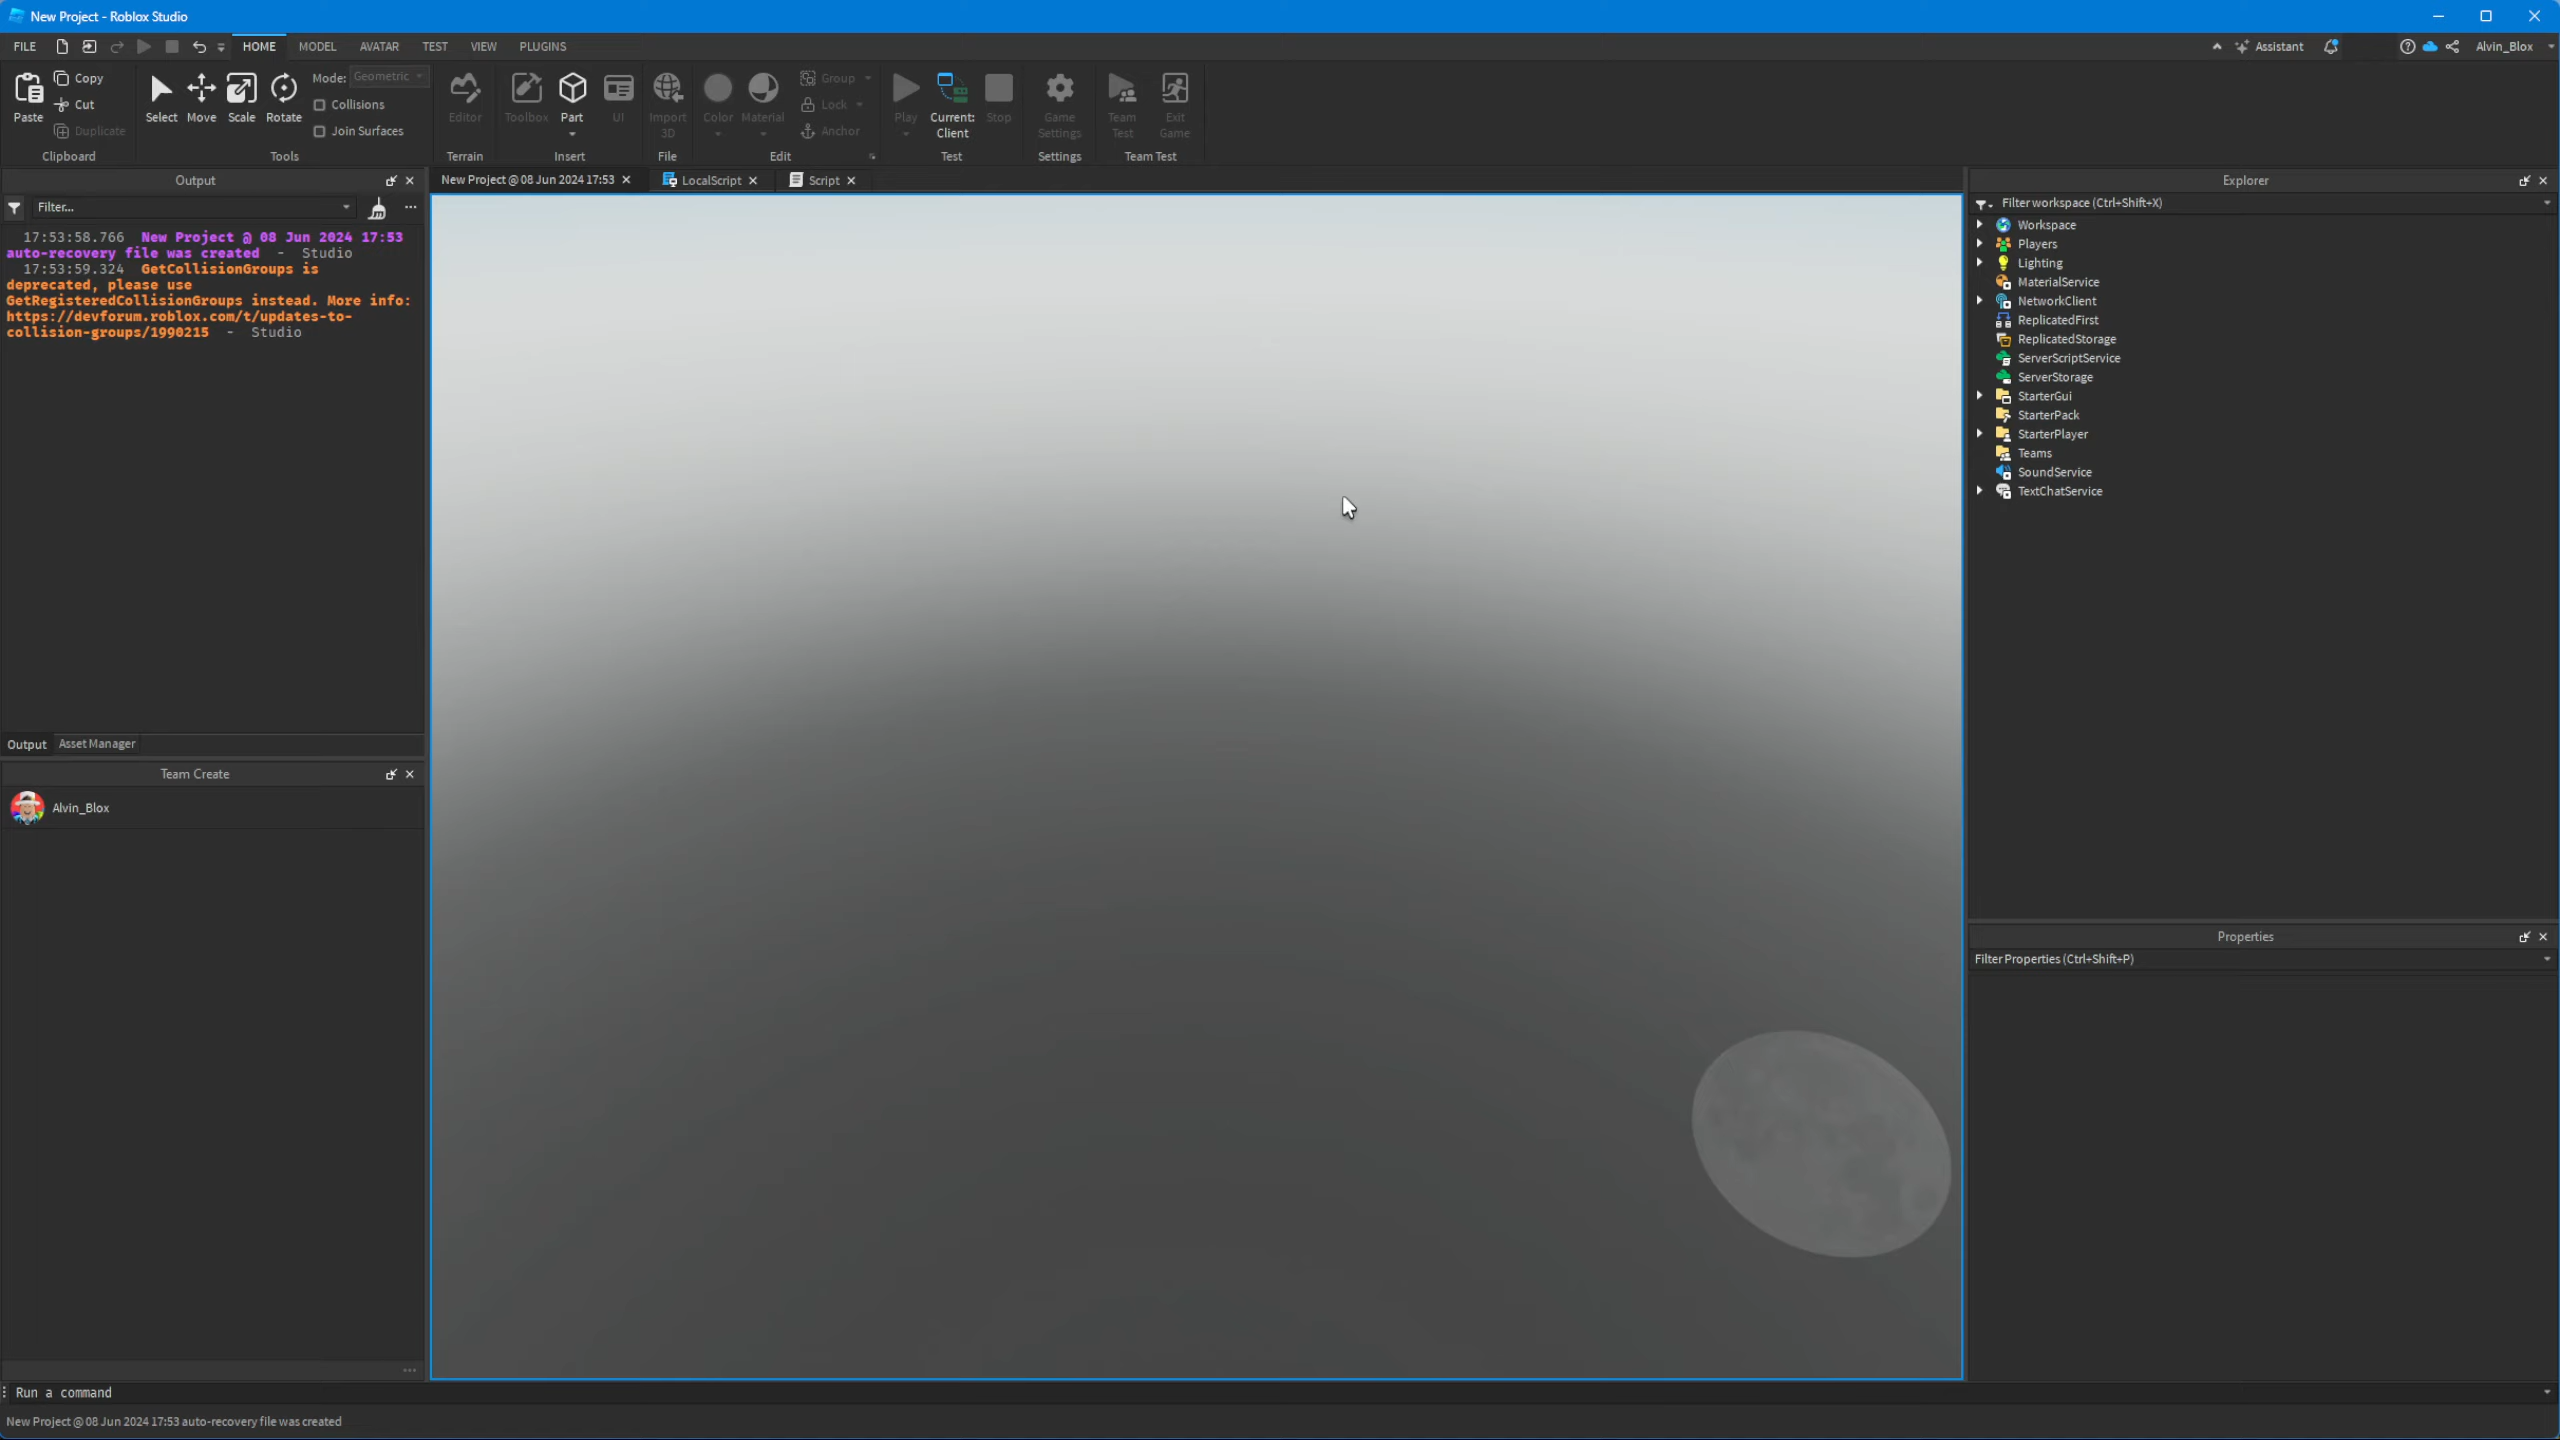 New Project - Roblox Studio
FILE HOME MODEL AVATAR TEST VIEW PLUGINS Assistant Alvin_Blox
Paste Copy Cut Duplicate
Clipboard
Select Move Scale Rotate Mode: Geometric
Collisions
Join Surfaces
Tools
Editor
Terrain
Toolbox Part UI
Insert
Import
3D
File
Color Material Group
Lock
Anchor
Edit
Play Current:
Client Stop
Test
Game
Settings
Settings
Team
Test Exit
Game
Team Test
Output
Filter...
17:53:58.766 New Project @ 08 Jun 2024 17:53
auto-recovery file was created - Studio
17:53:59.324 GetCollisionGroups is
deprecated, please use
GetRegisteredCollisionGroups instead. More info:
https://devforum.roblox.com/t/updates-to-
collision-groups/1990215 - Studio
Output Asset Manager
Team Create
Alvin_Blox
New Project @ 08 Jun 2024 17:53 LocalScript Script
Explorer
Filter workspace (Ctrl+Shift+X)
Workspace
Players
Lighting
MaterialService
NetworkClient
ReplicatedFirst
ReplicatedStorage
ServerScriptService
ServerStorage
StarterGui
StarterPack
StarterPlayer
Teams
SoundService
TextChatService
Properties
Filter Properties (Ctrl+Shift+P)
Run a command
New Project @ 08 Jun 2024 17:53 auto-recovery file was created